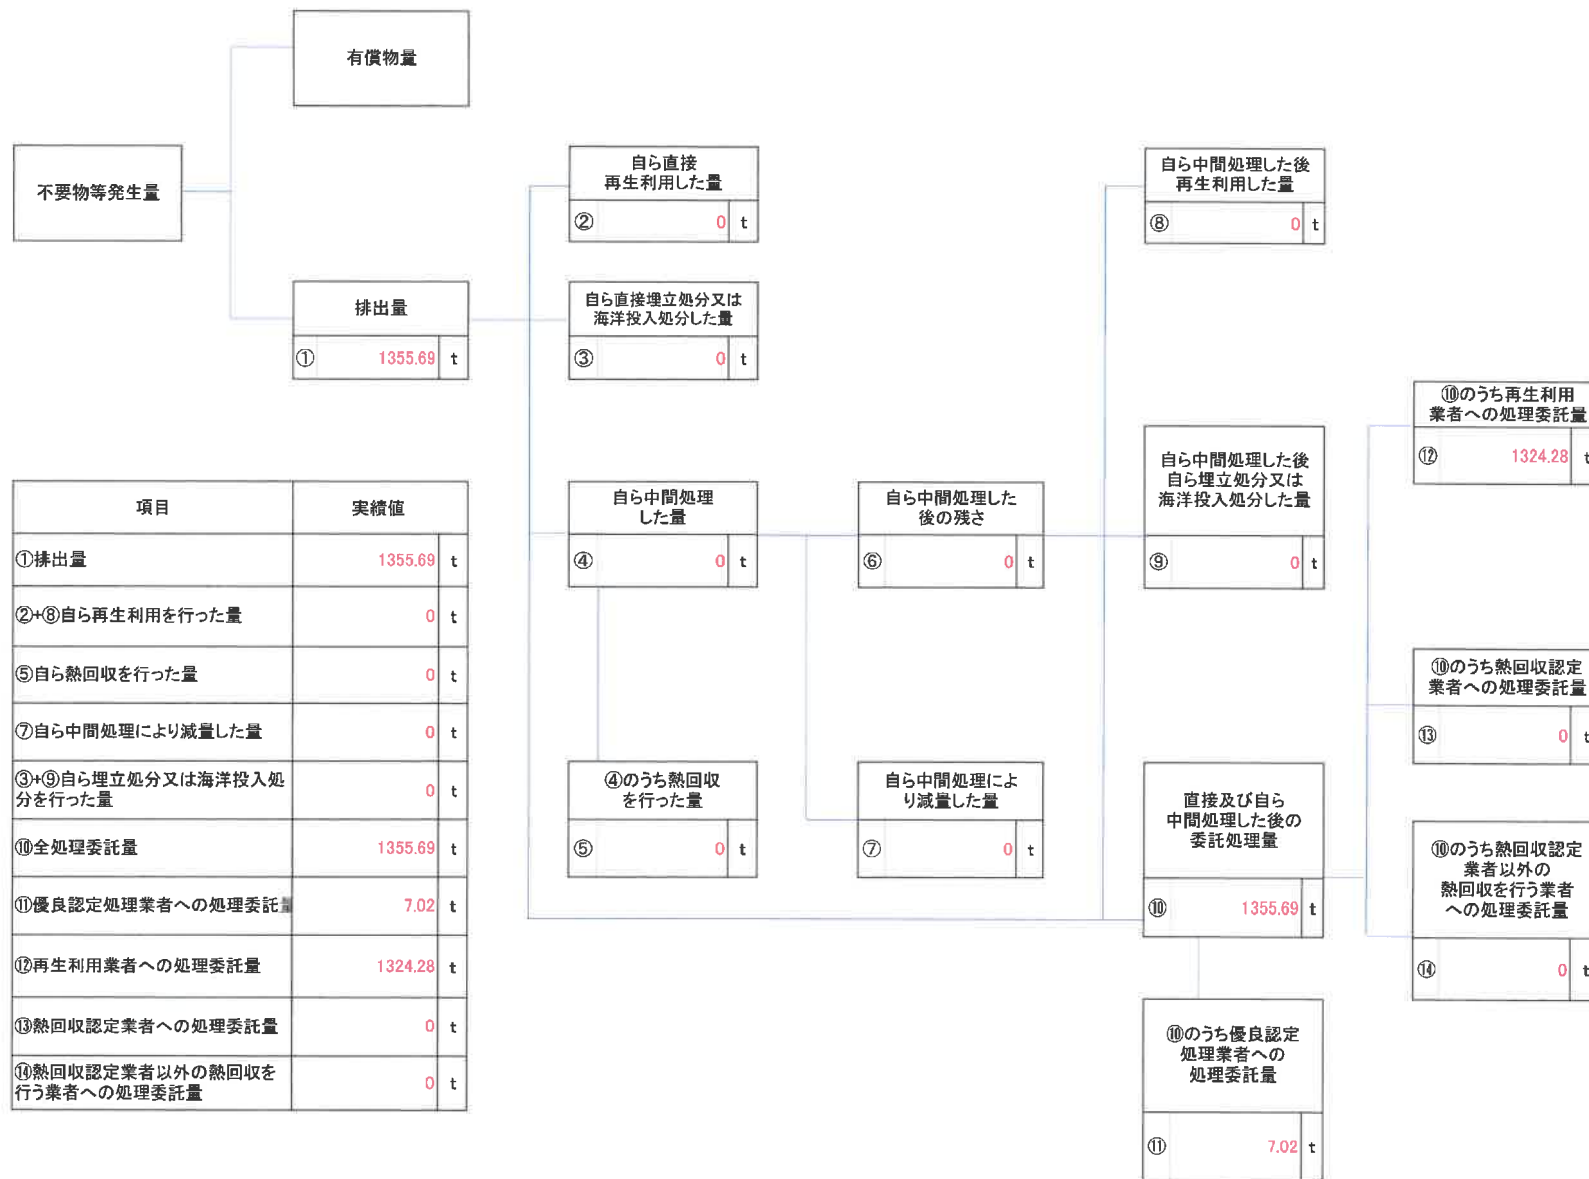 有償物量
不要物等発生量
排出量
① 1355.69 t
自ら直接
再生利用した量
② 0 t
自ら直接埋立処分又は
海洋投入処分した量
③ 0 t
自ら中間処理
した量
④ 0 t
④のうち熱回収
を行った量
⑤ 0 t
自ら中間処理した
後の残さ
⑥ 0 t
自ら中間処理によ
り減量した量
⑦ 0 t
自ら中間処理した後
再生利用した量
⑧ 0 t
自ら中間処理した後
自ら埋立処分又は
海洋投入処分した量
⑨ 0 t
直接及び自ら
中間処理した後の
委託処理量
⑩ 1355.69 t
⑩のうち優良認定
処理業者への
処理委託量
⑪ 7.02 t
⑩のうち再生利用
業者への処理委託量
⑫ 1324.28 t
⑩のうち熱回収認定
業者への処理委託量
⑬ 0 t
⑩のうち熱回収認定
業者以外の
熱回収を行う業者
への処理委託量
⑭ 0 t
項目 実績値
①排出量 1355.69 t
②+⑧自ら再生利用を行った量 0 t
⑤自ら熱回収を行った量 0 t
⑦自ら中間処理により減量した量 0 t
③+⑨自ら埋立処分又は海洋投入処
分を行った量 0 t
⑩全処理委託量 1355.69 t
⑪優良認定処理業者への処理委託量 7.02 t
⑫再生利用業者への処理委託量 1324.28 t
⑬熱回収認定業者への処理委託量 0 t
⑭熱回収認定業者以外の熱回収を
行う業者への処理委託量 0 t